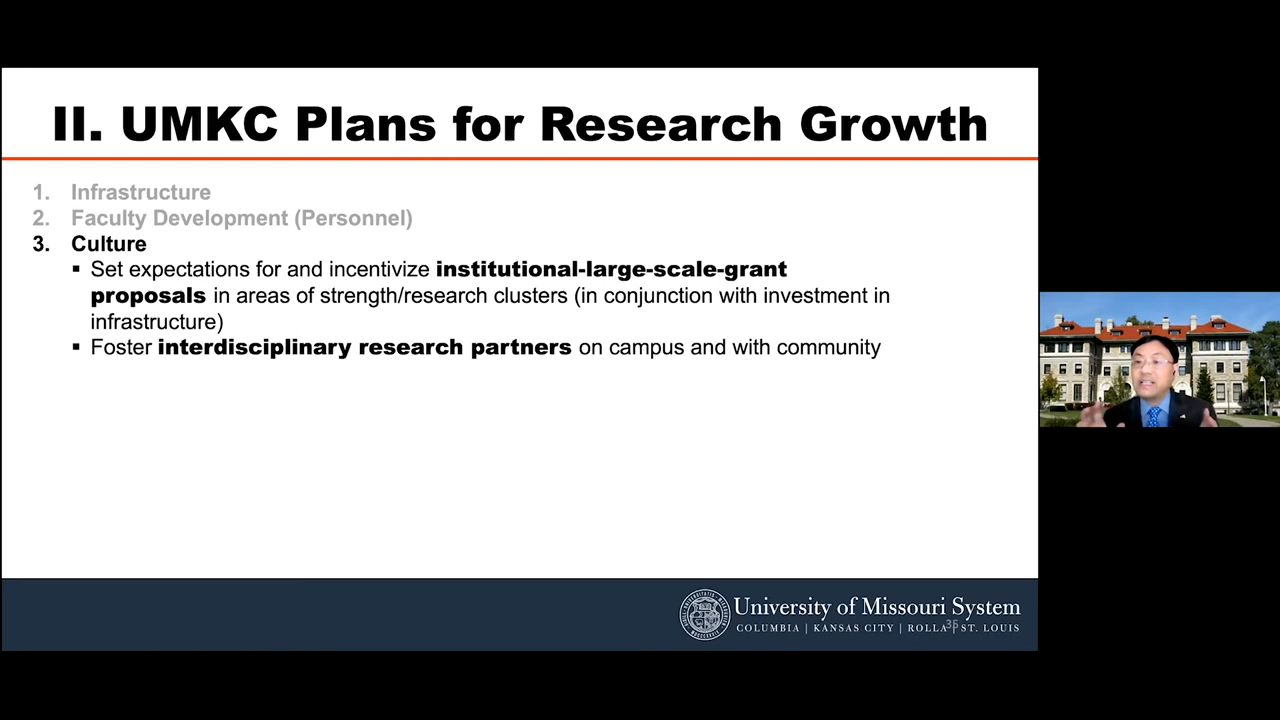 II. UMKC Plans for Research Growth
1. Infrastructure
2. Faculty Development (Personnel)
3. Culture
▪ Set expectations for and incentivize institutional-large-scale-grant
proposals in areas of strength/research clusters (in conjunction with investment in
infrastructure)
▪ Foster interdisciplinary research partners on campus and with community
University of Missouri System
COLUMBIA | KANSAS CITY | ROLLA | ST. LOUIS
35